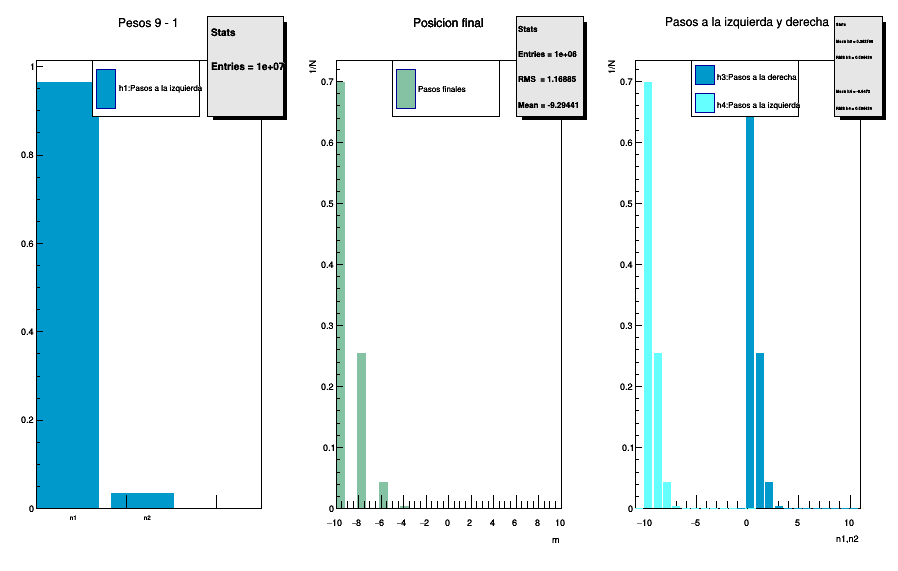 Pesos 9 - 1
Stats
Entries = 1e+07
h1:Pasos a la izquierda
1
0.8
0.6
0.4
0.2
0
n1
n2
Posicion final
Stats
Entries = 1e+06
RMS = 1.16885
Mean = -9.29441
Pasos finales
1/N
0.7
0.6
0.5
0.4
0.3
0.2
0.1
0
−10 −8 −6 −4 −2 0 2 4 6 8 10
m
Pasos a la izquierda y derecha
Stats
h3:Pasos a la derecha
h4:Pasos a la izquierda
1/N
0.7
0.6
0.5
0.4
0.3
0.2
0.1
0
−10 −5 0 5 10
n1,n2